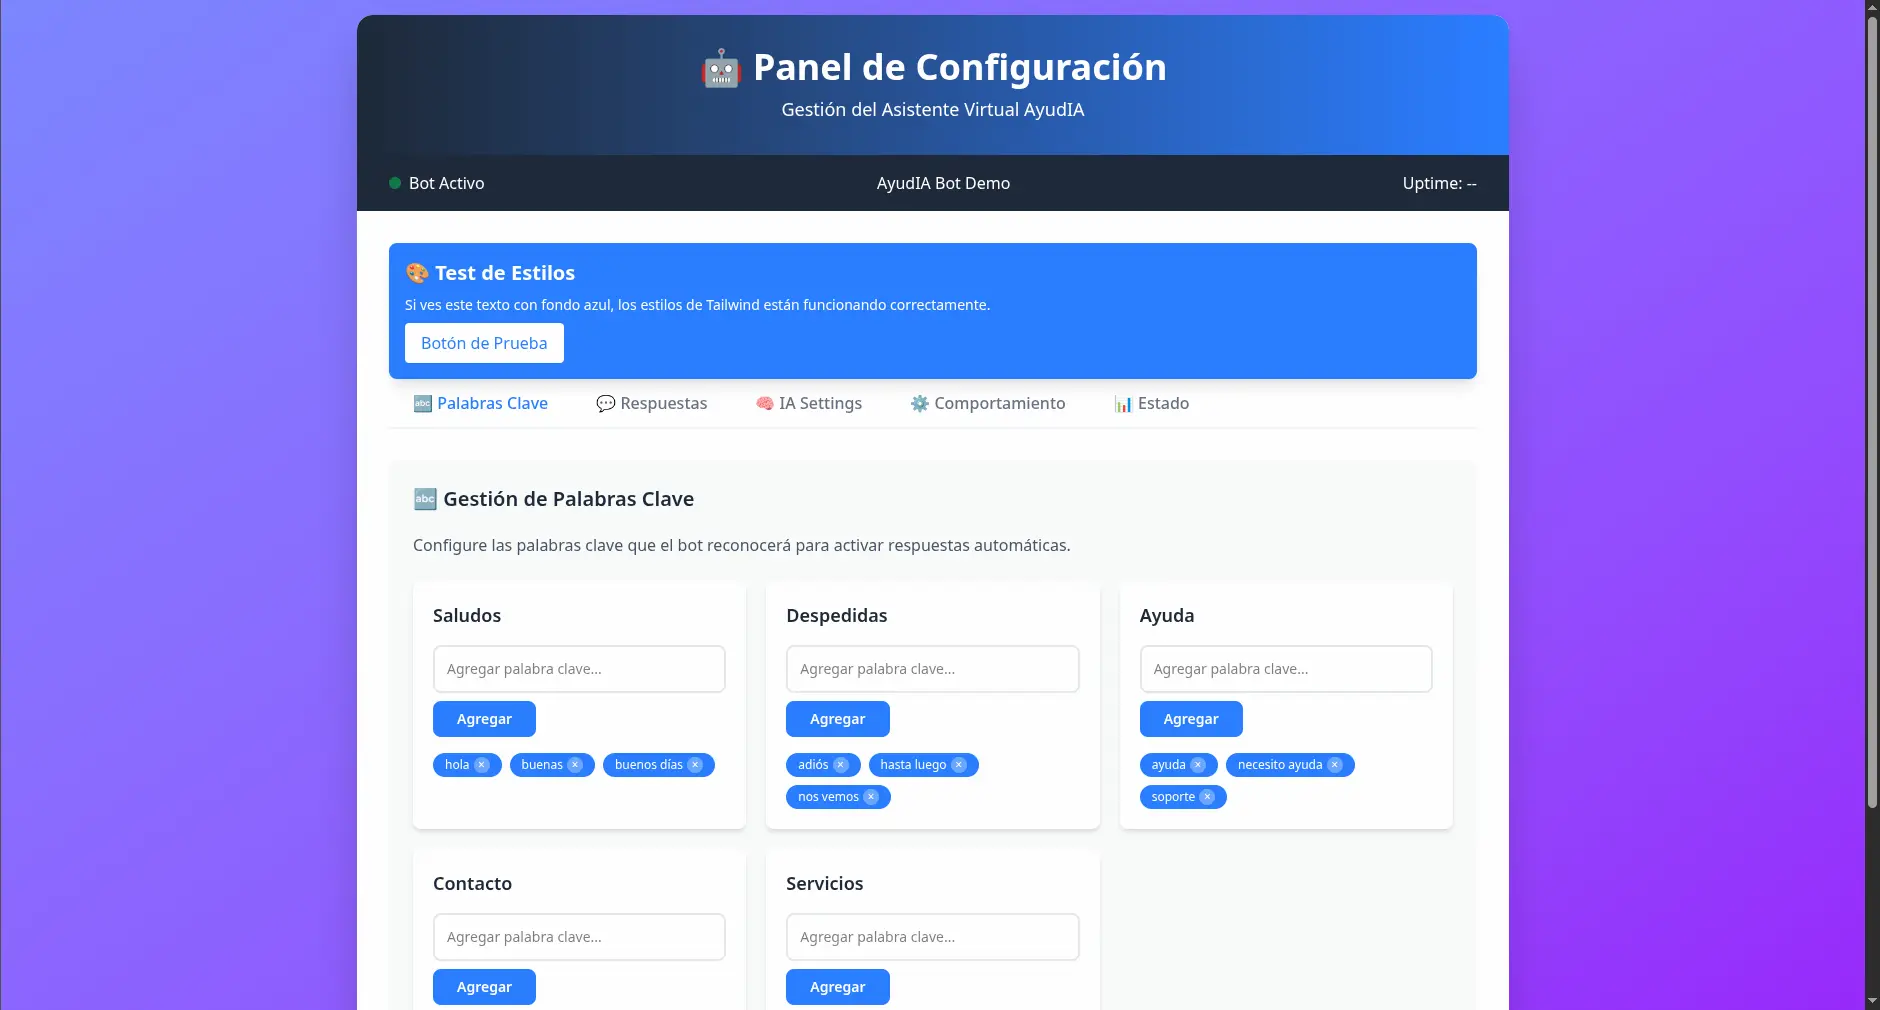 🤖 Panel de Configuración
Gestión del Asistente Virtual AyudIA
Bot Activo
AyudIA Bot Demo
Uptime: --
🎨 Test de Estilos
Si ves este texto con fondo azul, los estilos de Tailwind están funcionando correctamente.
Botón de Prueba
🔤 Palabras Clave
💬 Respuestas
🧠 IA Settings
⚙️ Comportamiento
📊 Estado
🔤 Gestión de Palabras Clave
Configure las palabras clave que el bot reconocerá para activar respuestas automáticas.
Saludos
Agregar palabra clave...
Agregar
hola ×
buenas ×
buenos días ×
Despedidas
Agregar palabra clave...
Agregar
adiós ×
hasta luego ×
nos vemos ×
Ayuda
Agregar palabra clave...
Agregar
ayuda ×
necesito ayuda ×
soporte ×
Contacto
Agregar palabra clave...
Agregar
Servicios
Agregar palabra clave...
Agregar